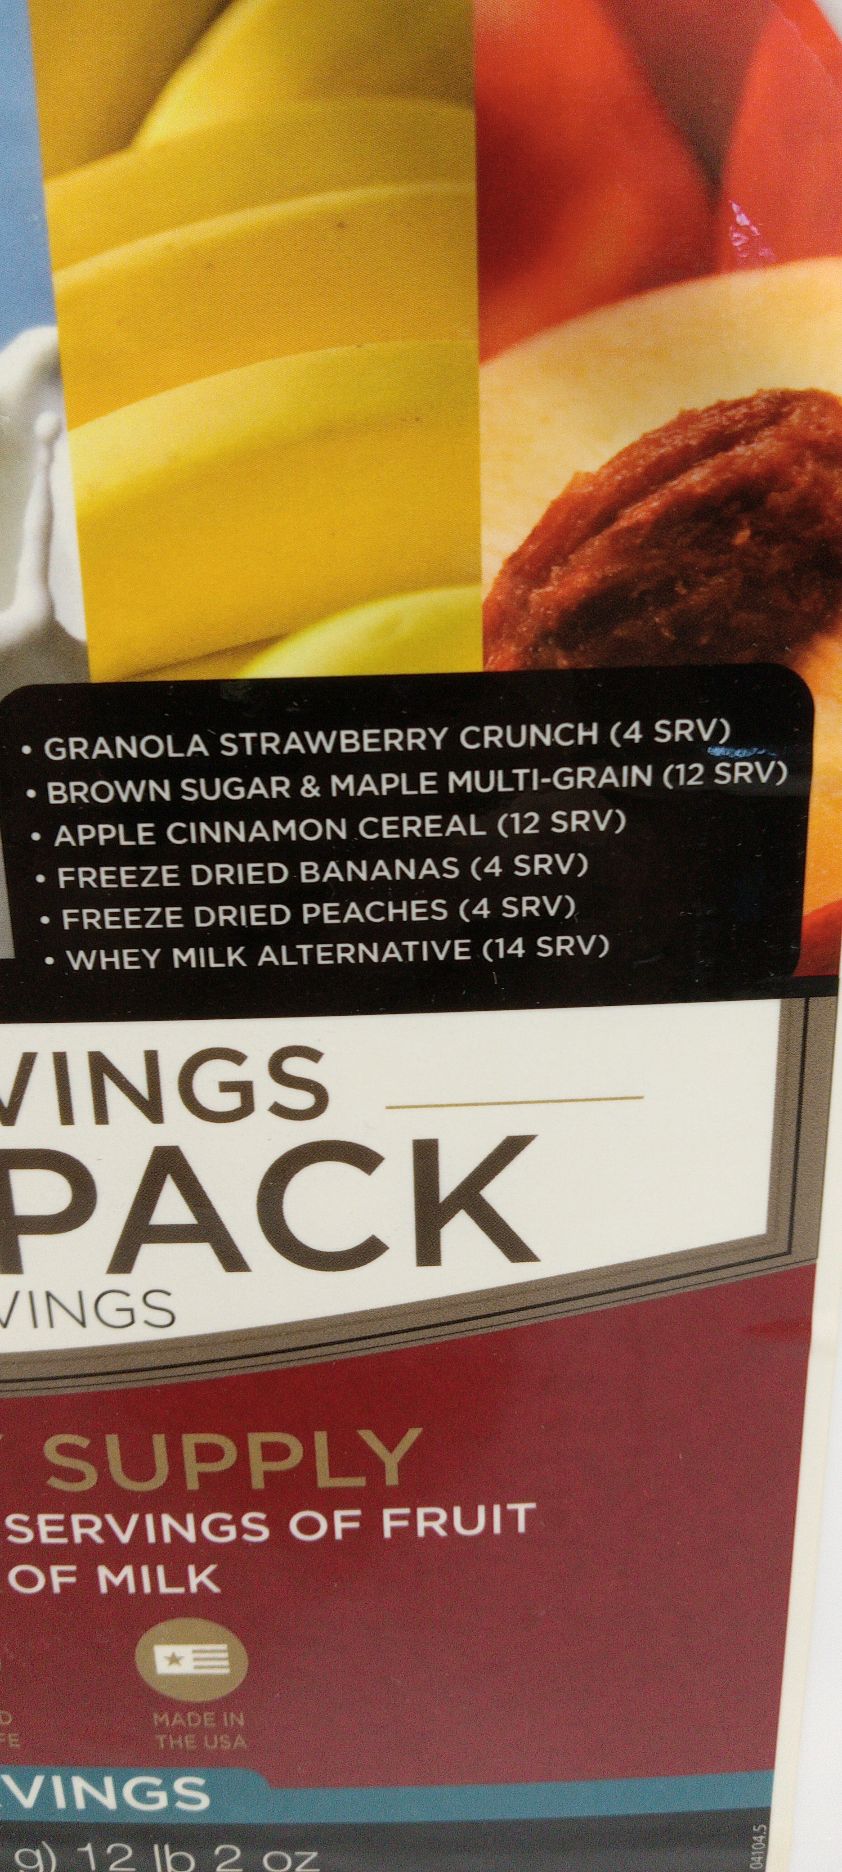 • GRANOLA STRAWBERRY CRUNCH (4 SRV)
• BROWN SUGAR & MAPLE MULTI-GRAIN (12 SRV)
• APPLE CINNAMON CEREAL (12 SRV)
• FREEZE DRIED BANANAS (4 SRV)
• FREEZE DRIED PEACHES (4 SRV)
• WHEY MILK ALTERNATIVE (14 SRV)
VINGS
PACK
VINGS
SUPPLY
SERVINGS OF FRUIT
OF MILK
MADE IN
THE USA
VINGS
g) 12 lb 2 oz
04104.5